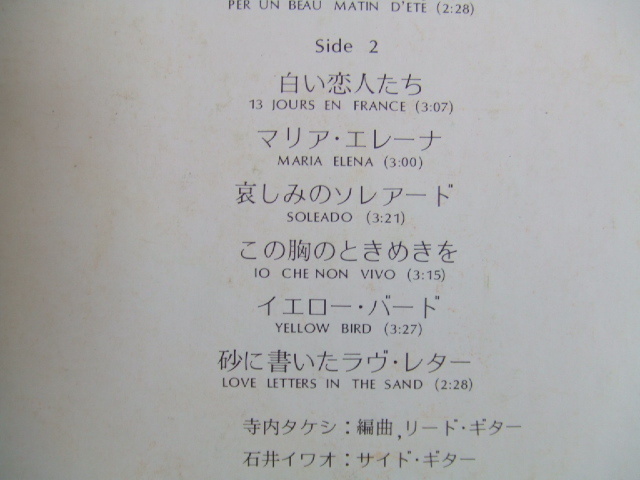 PER UN BEAU MATIN D'ETE (2:28)
Side 2
白い恋人たち
13 JOURS EN FRANCE (3:07)
マリア・エレーナ
MARIA ELENA (3:00)
哀しみのソレアード
SOLEADO (3:21)
この胸のときめきを
IO CHE NON VIVO (3:15)
イエロー・バード
YELLOW BIRD (3:27)
砂に書いたラヴ・レター
LOVE LETTERS IN THE SAND (2:28)
寺内タケシ：編曲,リード・ギター
石井イワオ：サイド・ギター